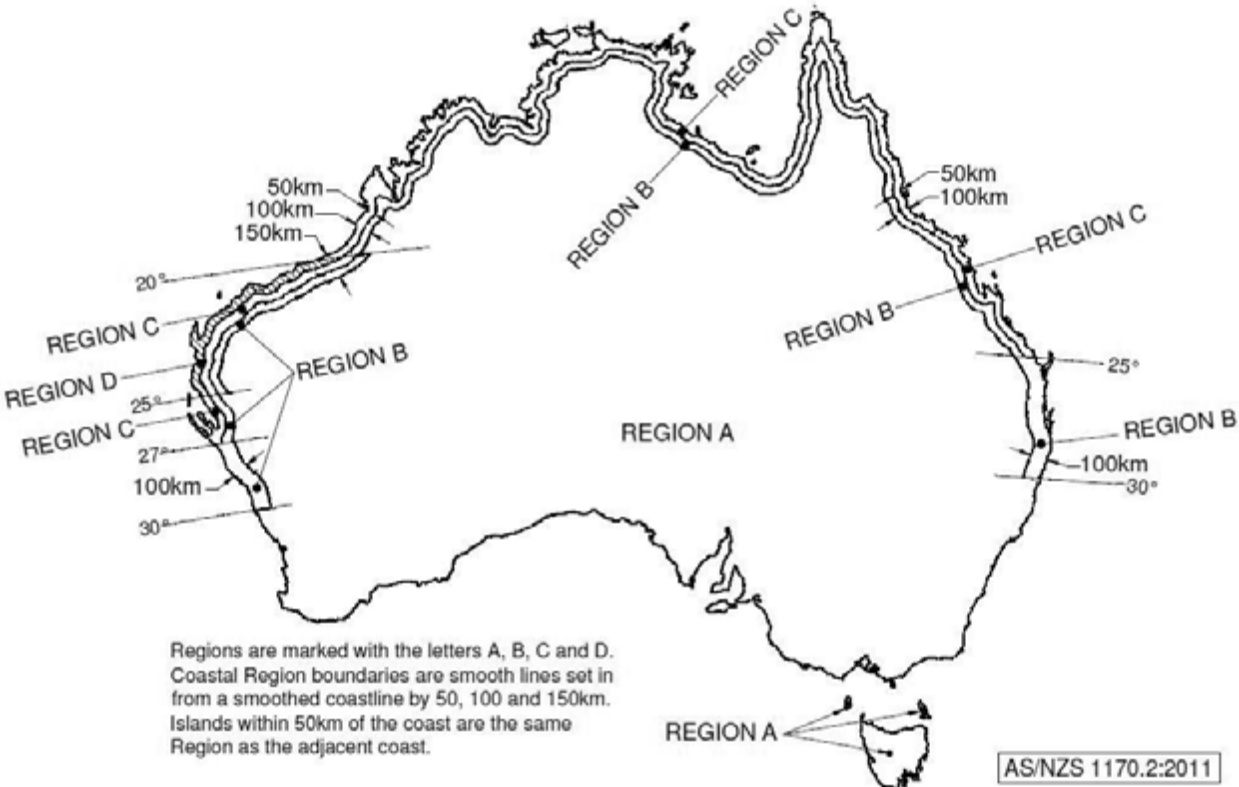 REGION C
REGION B
50km
100km
150km
20°
REGION C
REGION B
REGION D
25°
REGION C
27°
100km
30°
50km
100km
REGION C
REGION B
25°
REGION B
100km
30°
REGION A
Regions are marked with the letters A, B, C and D.
Coastal Region boundaries are smooth lines set in
from a smoothed coastline by 50, 100 and 150km.
Islands within 50km of the coast are the same
Region as the adjacent coast.
REGION A
AS/NZS 1170.2:2011